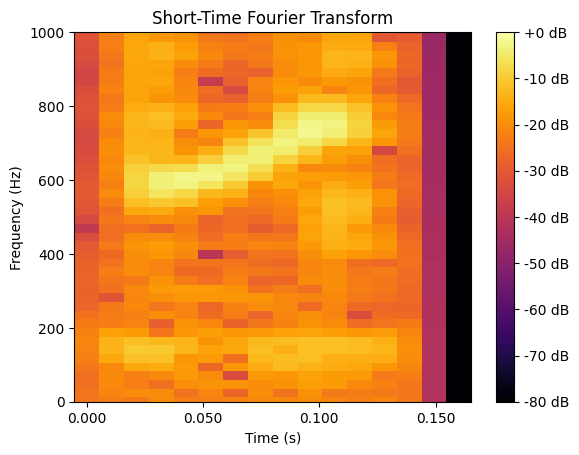 Short-Time Fourier Transform
1000
800
600
400
200
0
Frequency (Hz)
0.000
0.050
0.100
0.150
Time (s)
+0 dB
-10 dB
-20 dB
-30 dB
-40 dB
-50 dB
-60 dB
-70 dB
-80 dB